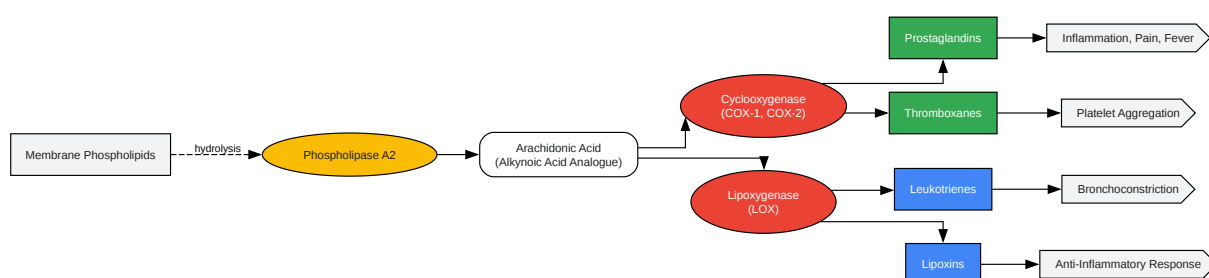 Membrane Phospholipids
hydrolysis
Phospholipase A2
Arachidonic Acid
(Alkynoic Acid Analogue)
Cyclooxygenase
(COX-1, COX-2)
Lipoxygenase
(LOX)
Prostaglandins
Inflammation, Pain, Fever
Thromboxanes
Platelet Aggregation
Leukotrienes
Bronchoconstriction
Lipoxins
Anti-Inflammatory Response